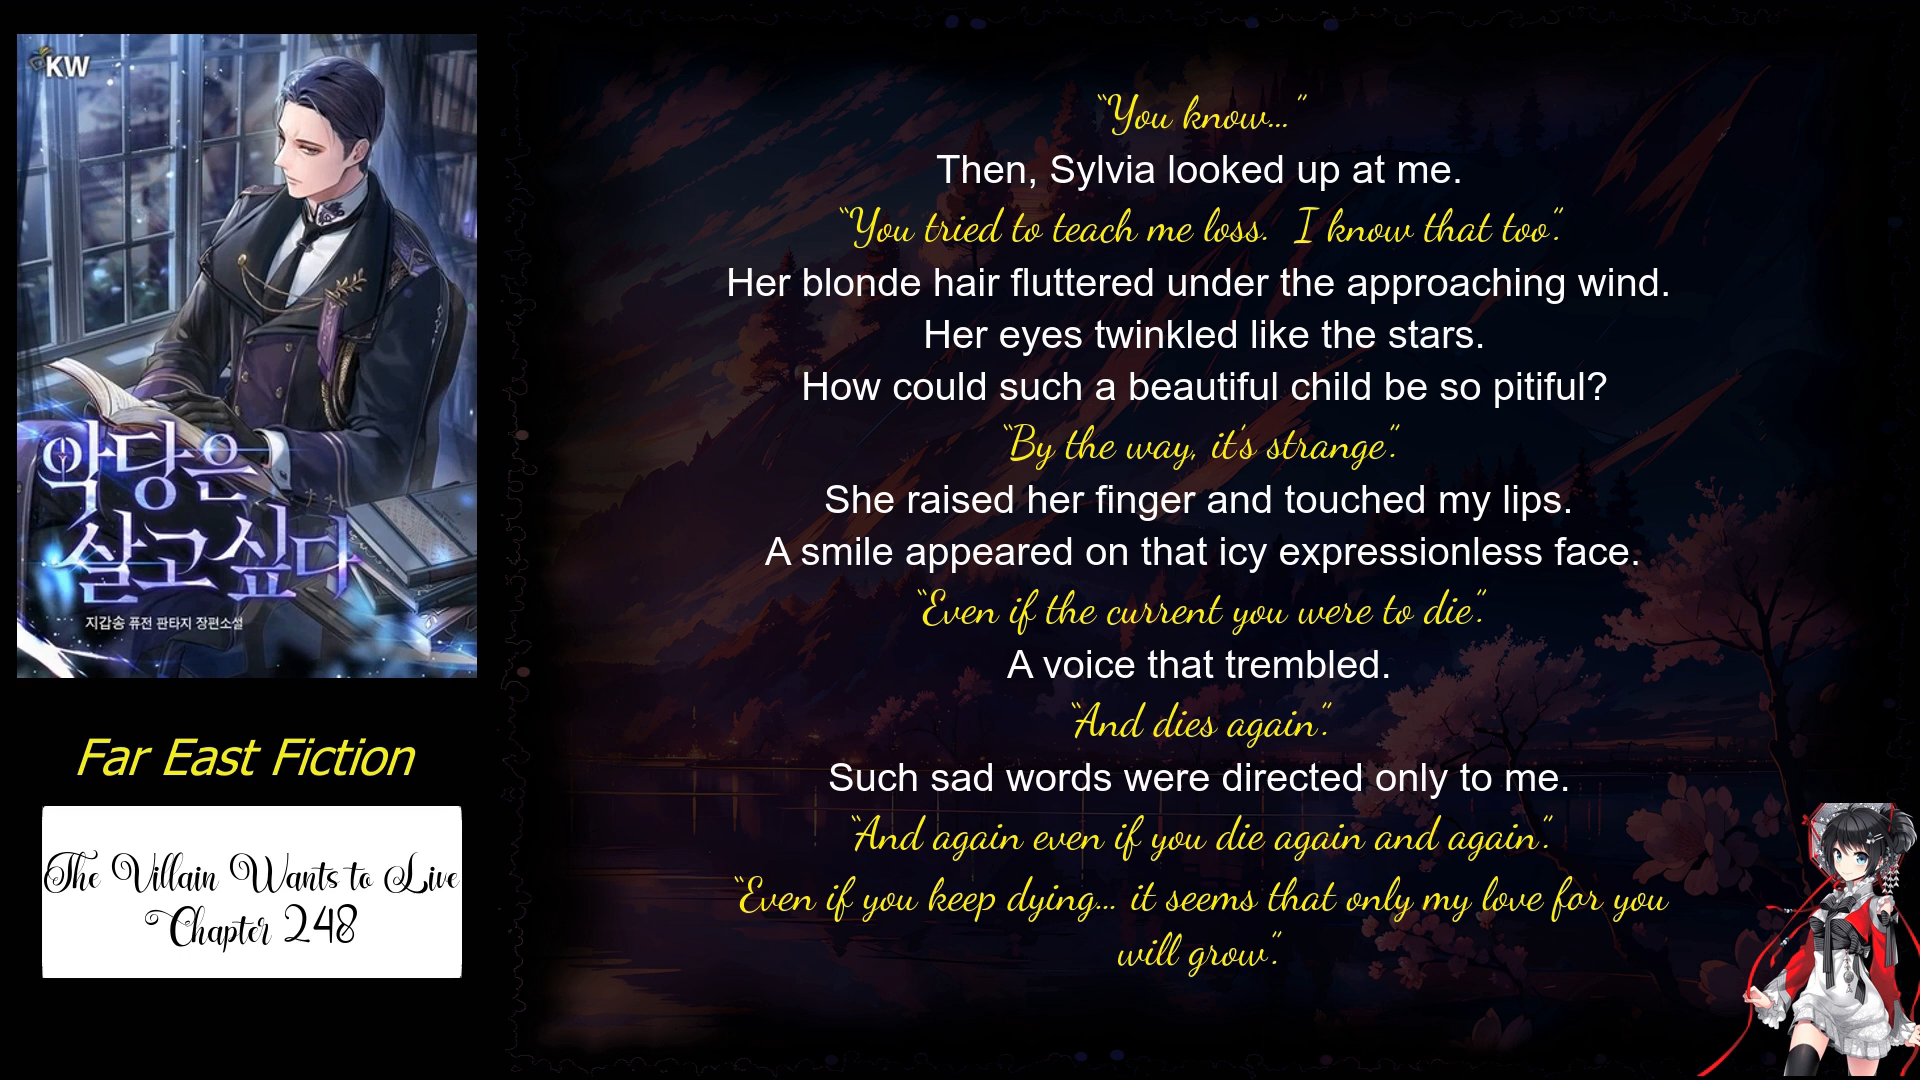 KW
악당은
살고싶다
지갑송 퓨전 판타지 장편소설
Far East Fiction
The Villain Wants to Live
Chapter 248
“You know…”
Then, Sylvia looked up at me.
“You tried to teach me loss. I know that too”.
Her blonde hair fluttered under the approaching wind.
Her eyes twinkled like the stars.
How could such a beautiful child be so pitiful?
“By the way, it's strange”.
She raised her finger and touched my lips.
A smile appeared on that icy expressionless face.
“Even if the current you were to die”.
A voice that trembled.
“And dies again”.
Such sad words were directed only to me.
“And again even if you die again and again”.
“Even if you keep dying… it seems that only my love for you
will grow”.